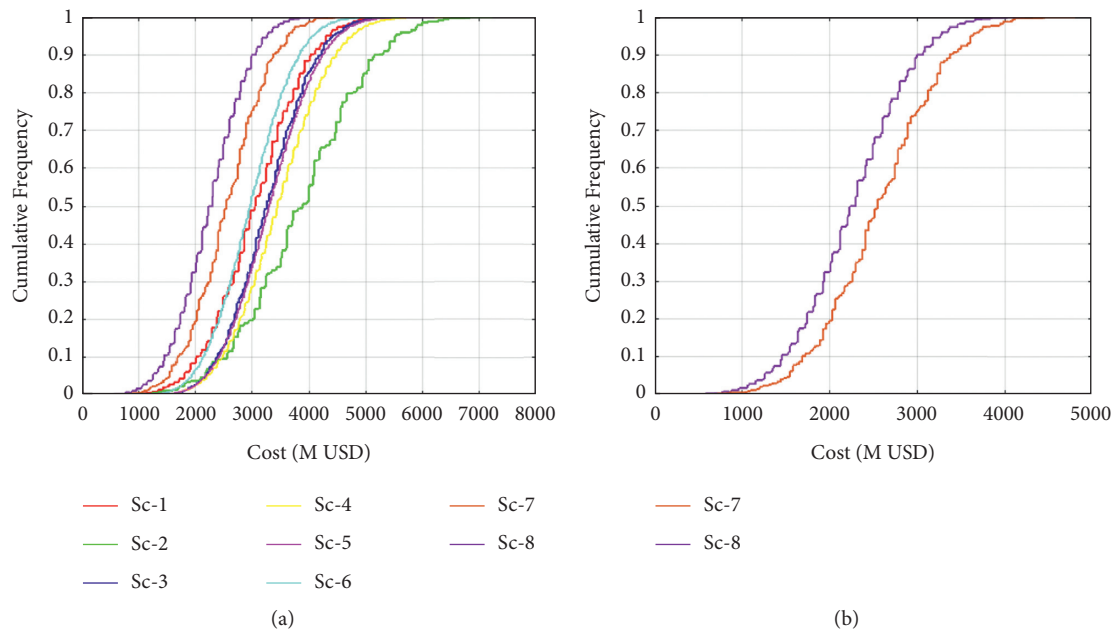 1
0.9
0.8
0.7
0.6
0.5
0.4
0.3
0.2
0.1
0
Cumulative Frequency
0 1000 2000 3000 4000 5000 6000 7000 8000
Cost (M USD)
Sc-1 Sc-4 Sc-7
Sc-2 Sc-5 Sc-8
Sc-3 Sc-6
(a)
1
0.9
0.8
0.7
0.6
0.5
0.4
0.3
0.2
0.1
0
Cumulative Frequency
0 1000 2000 3000 4000 5000
Cost (M USD)
Sc-7
Sc-8
(b)